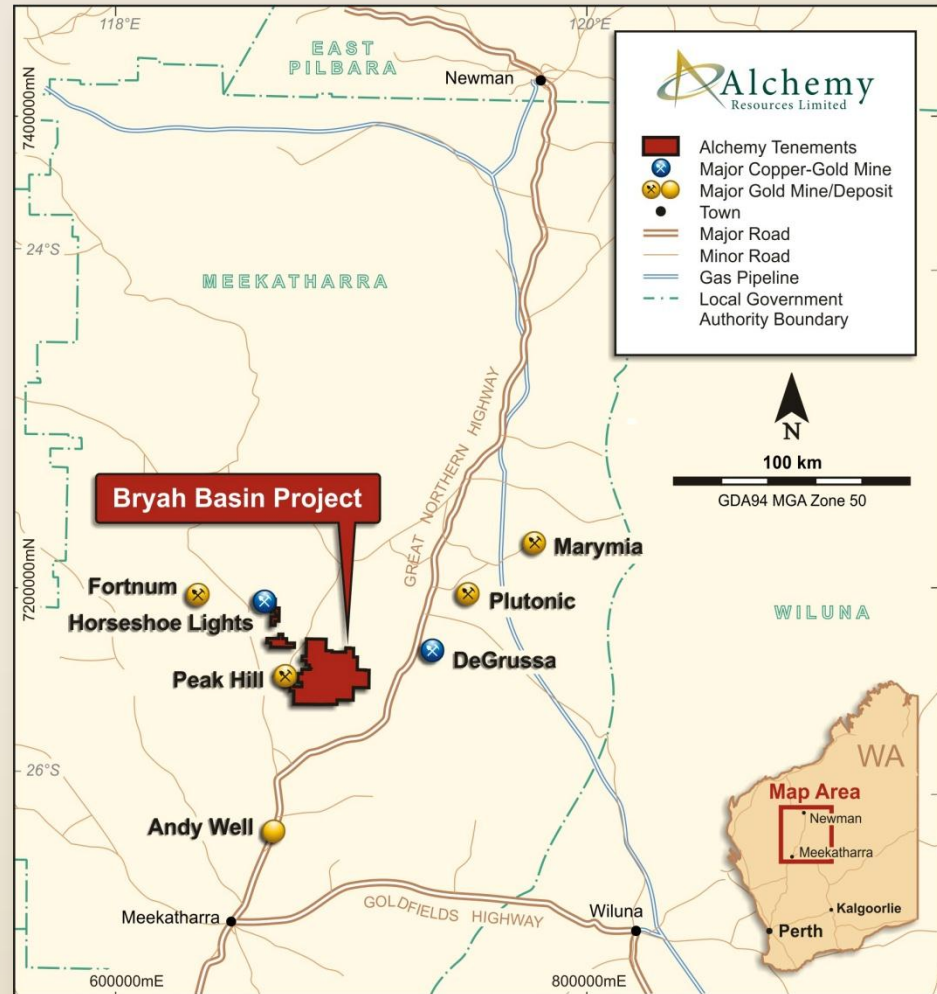 118°E
120°E
EAST
PILBARA
Newman
7400000mN
Alchemy
Resources Limited
Alchemy Tenements
Major Copper-Gold Mine
Major Gold Mine/Deposit
Town
Major Road
Minor Road
Gas Pipeline
Local Government
Authority Boundary
24°S
MEEKATHARRA
N
100 km
GDA94 MGA Zone 50
GREAT NORTHERN HIGHWAY
Bryah Basin Project
Marymia
7200000mN
Fortnum
Plutonic
Horseshoe Lights
WILUNA
DeGrussa
Peak Hill
26°S
WA
Map Area
Newman
Meekatharra
Kalgoorlie
Perth
Andy Well
Meekatharra
GOLDFIELDS HIGHWAY
Wiluna
600000mE
800000mE